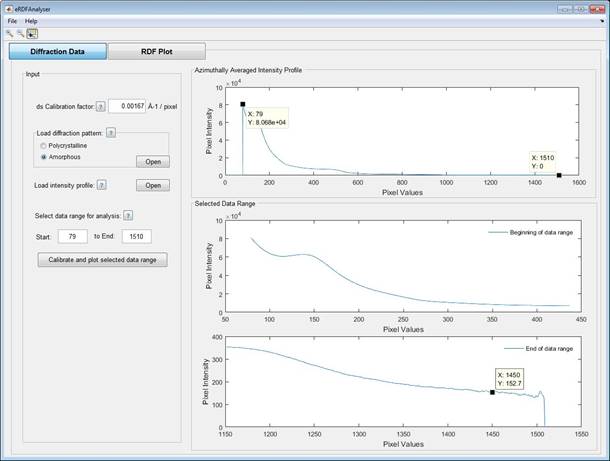 eRDFAnalyser
File Help
Diffraction Data RDF Plot
Input
ds Calibration factor: ? 0.00167 Å-1 / pixel
Load diffraction pattern: ?
Polycrystalline
Amorphous
Open
Load intensity profile: ? Open
Select data range for analysis: ?
Start: 79 to End: 1510
Calibrate and plot selected data range
Azimuthally Averaged Intensity Profile
× 10⁴
10
8
6
4
2
0
Pixel Intensity
X: 79
Y: 8.068e+04
X: 1510
Y: 0
0 200 400 600 800 1000 1200 1400 1600
Pixel Values
Selected Data Range
× 10⁴
10
8
6
4
2
0
Pixel Intensity
Beginning of data range
50 100 150 200 250 300 350 400 450
Pixel Values
400
300
200
100
0
Pixel Intensity
End of data range
X: 1450
Y: 152.7
1150 1200 1250 1300 1350 1400 1450 1500 1550
Pixel Values